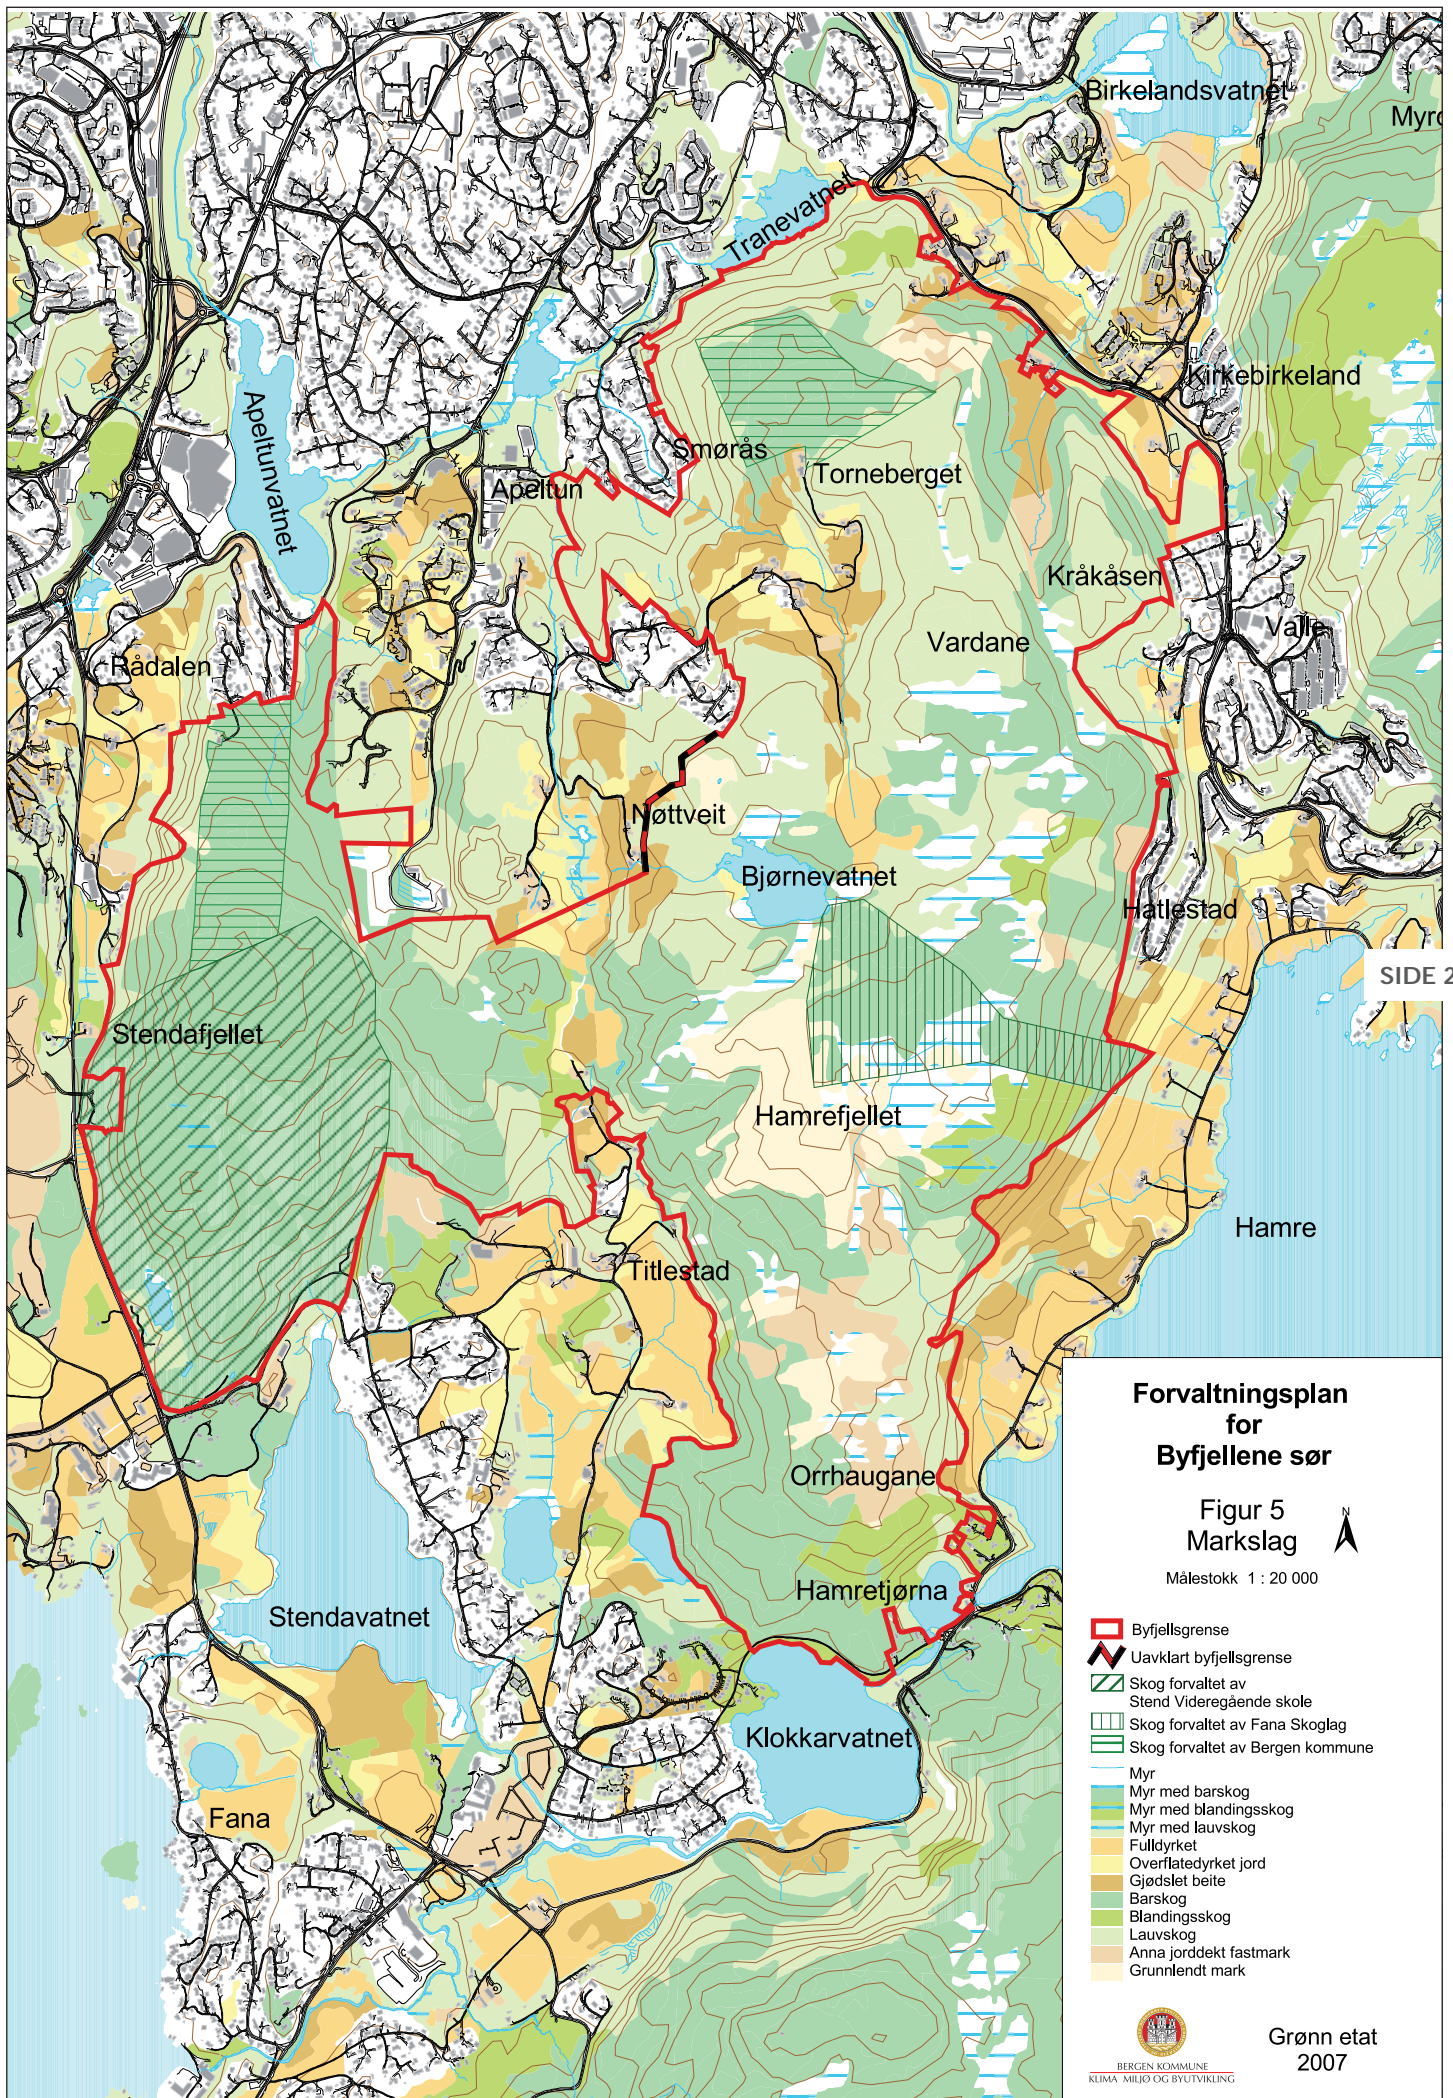 Birkelandsvatnet
Myrd
Tranevatnet
Kirkebirkeland
Apeltunvatnet
Smørås
Torneberget
Apeltun
Kråkåsen
Vardane
Valle
Rådalen
Nøttveit
Bjørnevatnet
Hatlestad
SIDE 2
Stendafjellet
Hamrefjellet
Hamre
Titlestad
Orrhaugane
Hamretjørna
Stendavatnet
Klokkarvatnet
Fana
Forvaltningsplan
for
Byfjellene sør
Figur 5
Markslag
N
Målestokk 1 : 20 000
Byfjellsgrense
Uavklart byfjellsgrense
Skog forvaltet av
Stend Videregående skole
Skog forvaltet av Fana Skoglag
Skog forvaltet av Bergen kommune
Myr
Myr med barskog
Myr med blandingsskog
Myr med lauvskog
Fulldyrket
Overflatedyrket jord
Gjødslet beite
Barskog
Blandingsskog
Lauvskog
Anna jorddekt fastmark
Grunnlendt mark
BERGEN KOMMUNE
KLIMA MILJØ OG BYUTVIKLING
Grønn etat
2007